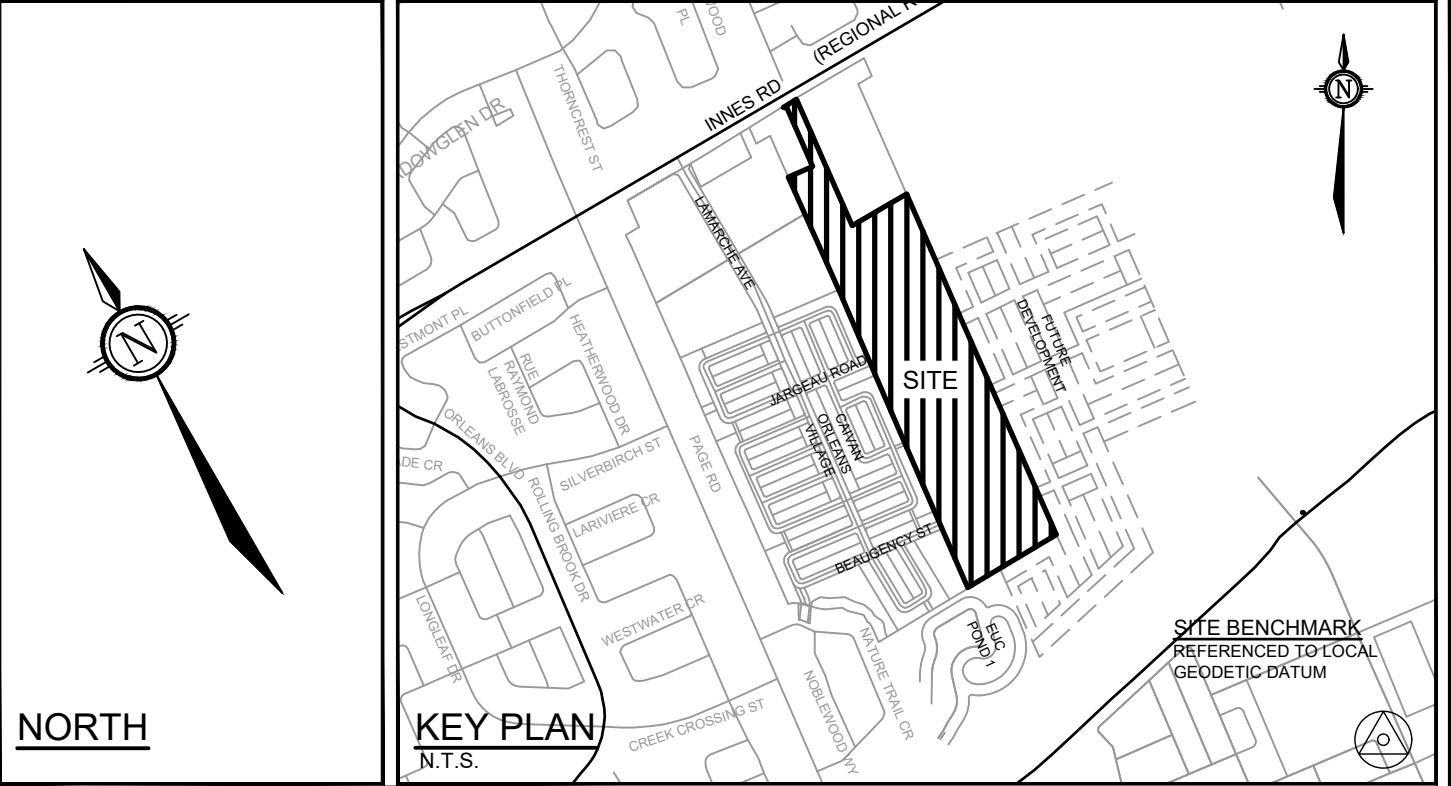 N
NORTH
WOOD
PL
(REGIONAL R
INNES RD
N
THORNCREST ST
DOWGLEN DR
LAMARCHE AVE
STMONT PL
BUTTONFIELD PL
HEATHERWOOD DR
RUE
RAYMOND
LABROSSE
FUTURE
DEVELOPMENT
JARGEAU ROAD
SITE
CAIVAN
ORLEANS
VILLAGE
ORLEANS BLVD
PAGE RD
DE CR
SILVERBIRCH ST
ROLLING BROOK DR
LARIVIERE CR
BEAUGENCY ST
LONGLEAF DR
WESTWATER CR
NATURE TRAIL CR
EUC
POND 1
SITE BENCHMARK
REFERENCED TO LOCAL
GEODETIC DATUM
NOBLEWOOD WY
CREEK CROSSING ST
KEY PLAN
N.T.S.